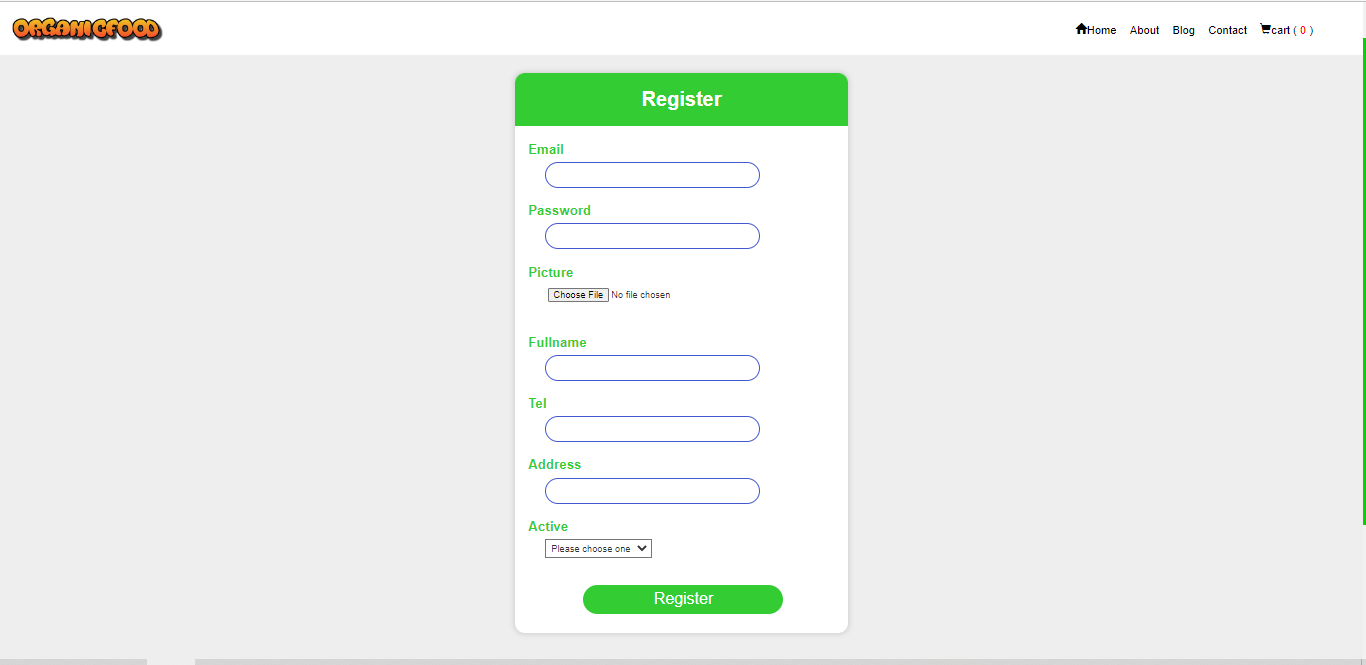 ORGANICFOOD
Home About Blog Contact cart ( 0 )
Register
Email
Password
Picture
Choose File No file chosen
Fullname
Tel
Address
Active
Please choose one
Register